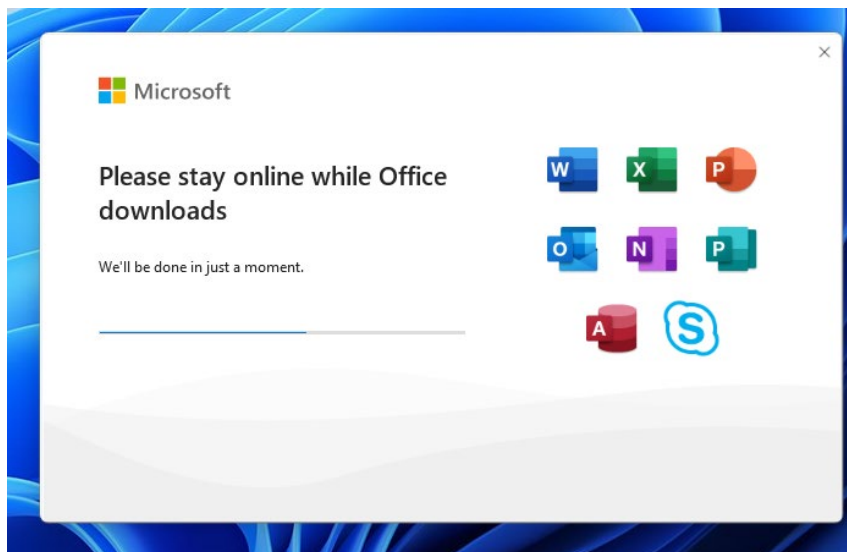 Microsoft
Please stay online while Office
downloads
We'll be done in just a moment.
W X P
O N P
A S